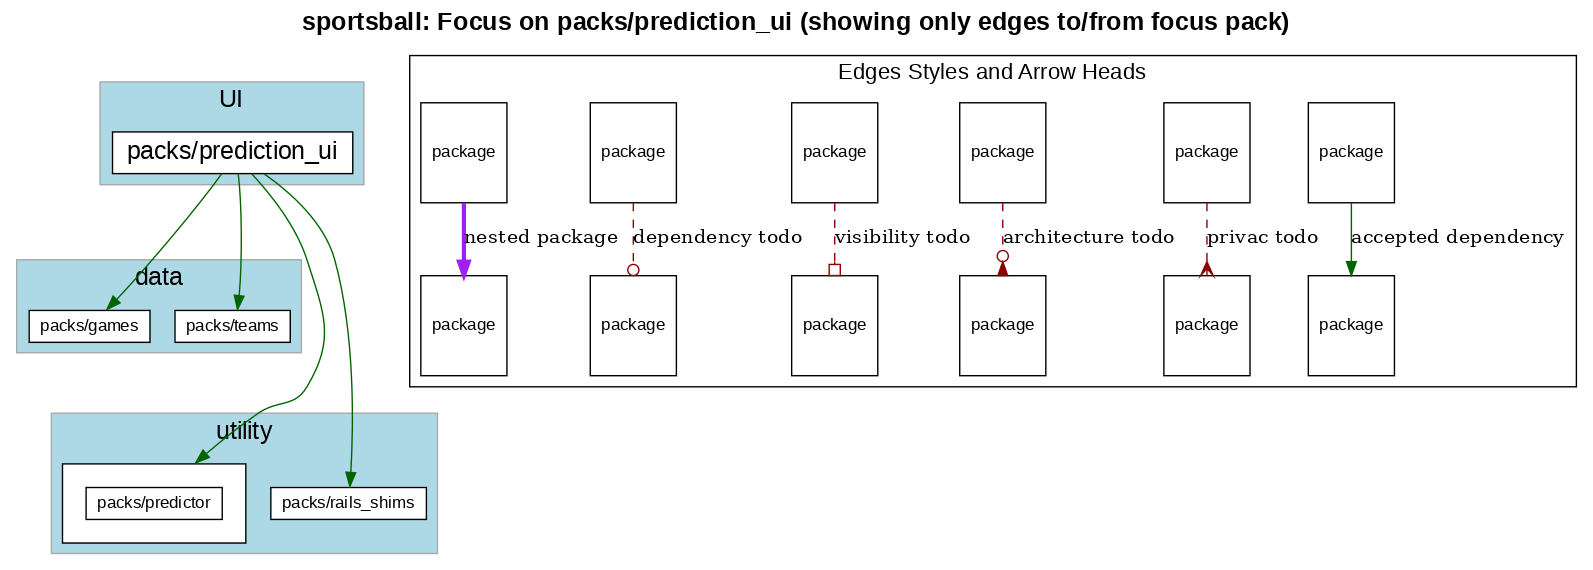 sportsball: Focus on packs/prediction_ui (showing only edges to/from focus pack)
UI
packs/prediction_ui
data
packs/games
packs/teams
utility
packs/predictor
packs/rails_shims
Edges Styles and Arrow Heads
package
package
package
package
package
package
nested package
dependency todo
visibility todo
architecture todo
privac todo
accepted dependency
package
package
package
package
package
package